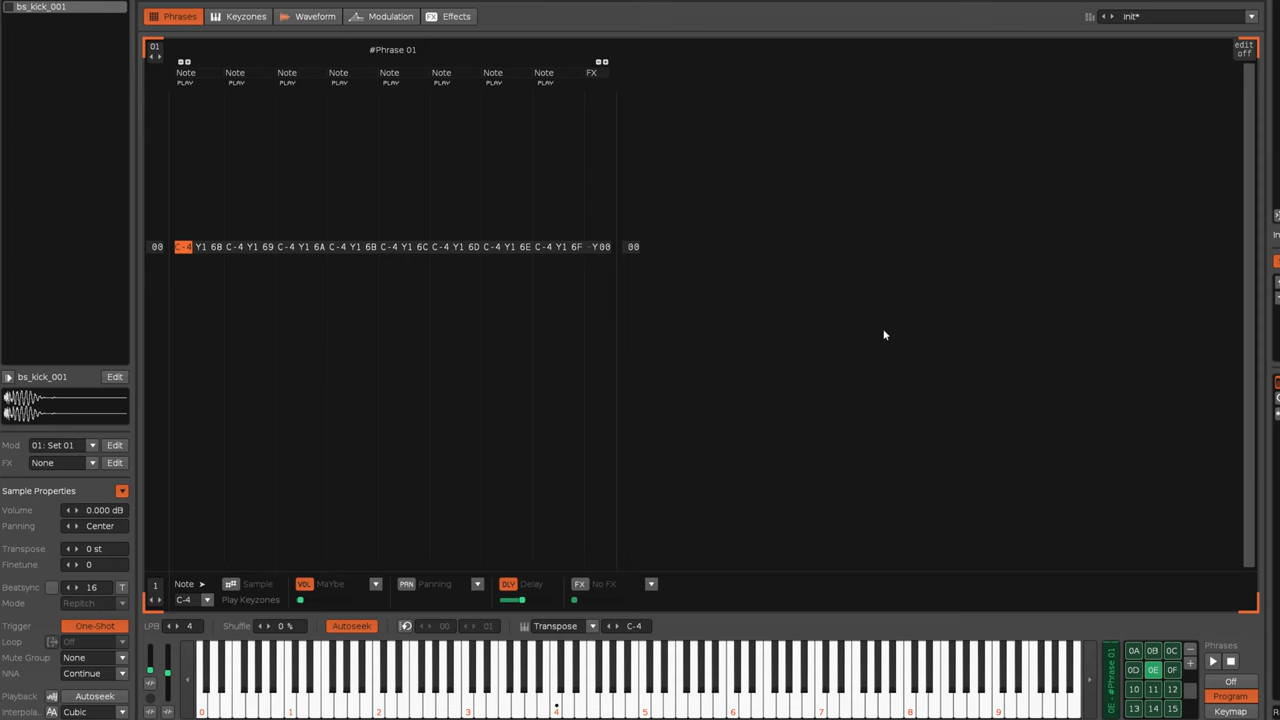 bs_kick_001
Phrases Keyzones Waveform Modulation Effects Init*
01 #Phrase 01 edit off
Note Note Note Note Note Note Note Note FX
PLAY PLAY PLAY PLAY PLAY PLAY PLAY PLAY
00 C-4 Y1 68 C-4 Y1 69 C-4 Y1 6A C-4 Y1 6B C-4 Y1 6C C-4 Y1 6D C-4 Y1 6E C-4 Y1 6F -Y00 00
bs_kick_001 Edit
Mod 01: Set 01 Edit
FX None Edit
Sample Properties
Volume 0.000 dB
Panning Center
Transpose 0 st
Finetune 0
Beatsync 16 T
Mode Repitch
Trigger One-Shot
Loop Off
Mute Group None
NNA Continue
Playback Autoseek
Interpola. AA Cubic
1 Note Sample VOL MaYbe PAN Panning DLY Delay FX No FX
C-4 Play Keyzones
LPB 4 Shuffle 0 % Autoseek 00 01 Transpose C-4
0 1 2 3 4 5 6 7 8 9
0E - #Phrase 01
0A 0B 0C
0D 0E 0F
10 11 12
13 14 15
Phrases
Off
Program
Keymap